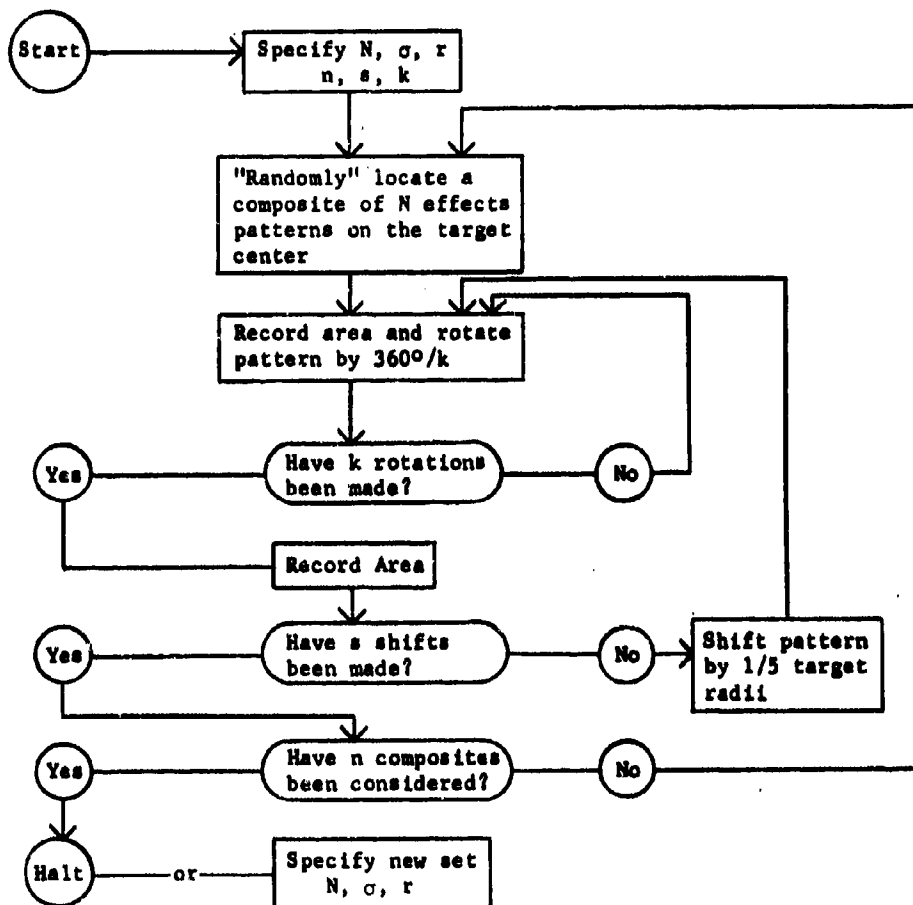 Start
Specify N, σ, r
n, s, k
"Randomly" locate a
composite of N effects
patterns on the target
center
Record area and rotate
pattern by 360º/k
Yes
Have k rotations
been made?
No
Record Area
Yes
Have s shifts
been made?
No
Shift pattern
by 1/5 target
radii
Yes
Have n composites
been considered?
No
Halt
or
Specify new set
N, σ, r